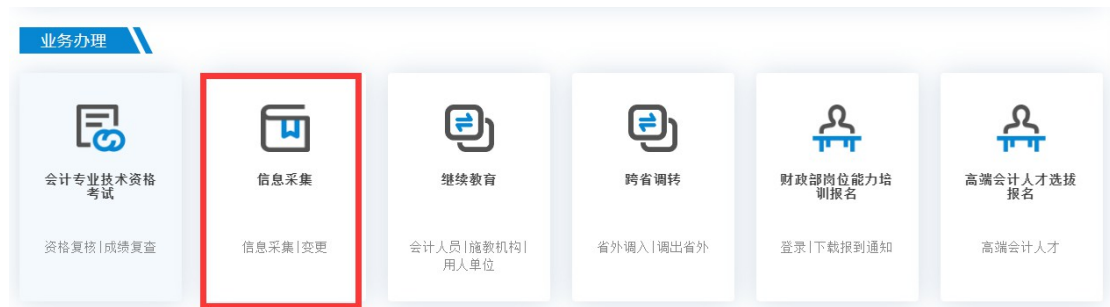 业务办理
会计专业技术资格
考试
资格复核|成绩复查
信息采集
信息采集|变更
继续教育
会计人员|施教机构|
用人单位
跨省调转
省外调入|调出省外
财政部岗位能力培
训报名
登录|下载报到通知
高端会计人才选拔
报名
高端会计人才